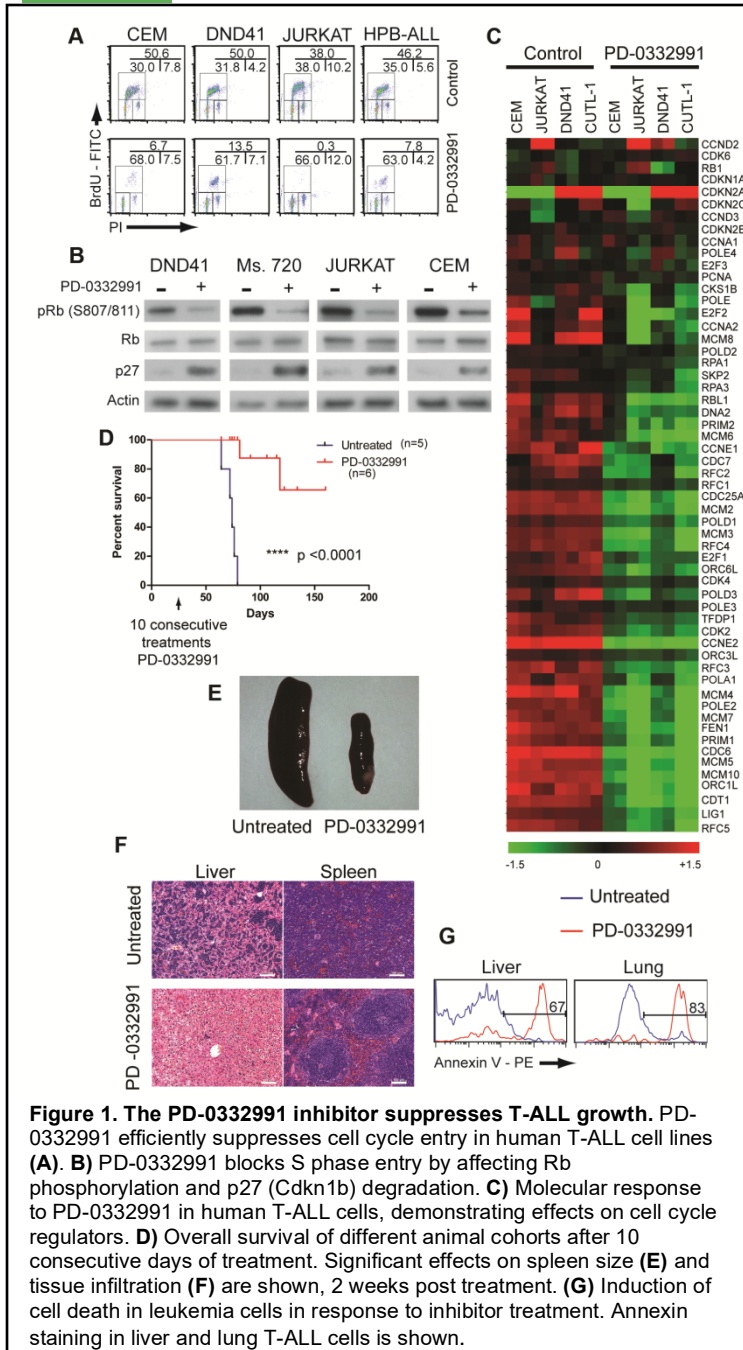 A
CEM DND41 JURKAT HPB-ALL
50.6 50.0 38.0 46.2
30.0 7.8 31.8 4.2 38.0 10.2 35.0 5.6
Control
6.7 13.5 0.3 7.8
68.0 7.5 61.7 7.1 66.0 12.0 63.0 4.2
PD-0332991
BrdU - FITC
PI
B
DND41 Ms. 720 JURKAT CEM
PD-0332991 - + - + - + - +
pRb (S807/811)
Rb
p27
Actin
C
Control PD-0332991
CEM JURKAT DND41 CUTL-1 CEM JURKAT DND41 CUTL-1
CCND2
CDK6
RB1
CDKN1A
CDKN2A
CDKN2C
CCND3
CDKN2B
CCNA1
POLE4
E2F3
PCNA
CKS1B
POLE
E2F2
CCNA2
MCM8
POLD2
RPA1
SKP2
RPA3
RBL1
DNA2
PRIM2
MCM6
CCNE1
CDC7
RFC2
RFC1
CDC25A
MCM2
POLD1
MCM3
RFC4
E2F1
ORC6L
CDK4
POLD3
POLE3
TFDP1
CDK2
CCNE2
ORC3L
RFC3
POLA1
MCM4
POLE2
MCM7
FEN1
PRIM1
CDC6
MCM5
MCM10
ORC1L
CDT1
LIG1
RFC5
-1.5 0 +1.5
D
Untreated (n=5)
PD-0332991
(n=6)
Percent survival
100
80
60
40
20
0
**** p <0.0001
0 50 100 150 200
Days
10 consecutive
treatments
PD-0332991
E
Untreated PD-0332991
F
Liver Spleen
Untreated
PD -0332991
Untreated
PD-0332991
G
Liver Lung
67 83
Annexin V - PE
Figure 1. The PD-0332991 inhibitor suppresses T-ALL growth. PD-
0332991 efficiently suppresses cell cycle entry in human T-ALL cell lines
(A). B) PD-0332991 blocks S phase entry by affecting Rb
phosphorylation and p27 (Cdkn1b) degradation. C) Molecular response
to PD-0332991 in human T-ALL cells, demonstrating effects on cell cycle
regulators. D) Overall survival of different animal cohorts after 10
consecutive days of treatment. Significant effects on spleen size (E) and
tissue infiltration (F) are shown, 2 weeks post treatment. (G) Induction of
cell death in leukemia cells in response to inhibitor treatment. Annexin
staining in liver and lung T-ALL cells is shown.